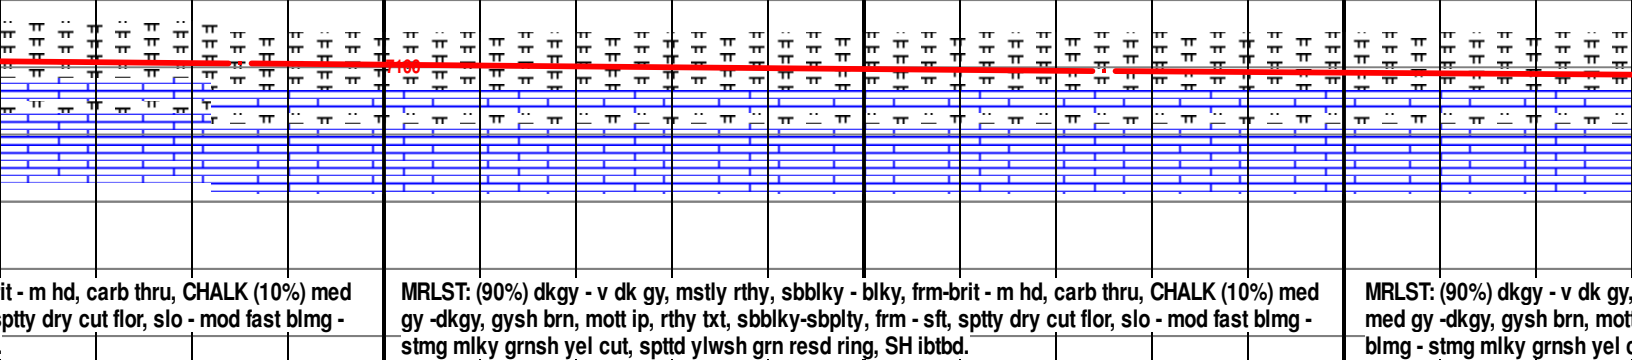 7100
it - m hd, carb thru, CHALK (10%) med
sptty dry cut flor, slo - mod fast blmg -
MRLST: (90%) dkgy - v dk gy, mstly rthy, sbblky - blky, frm-brit - m hd, carb thru, CHALK (10%) med
gy -dkgy, gysh brn, mott ip, rthy txt, sbblky-sbplty, frm - sft, sptty dry cut flor, slo - mod fast blmg -
stmg mlky grnsh yel cut, spttd ylwsh grn resd ring, SH ibtbd.
MRLST: (90%) dkgy - v dk gy,
med gy -dkgy, gysh brn, mott
blmg - stmg mlky grnsh yel